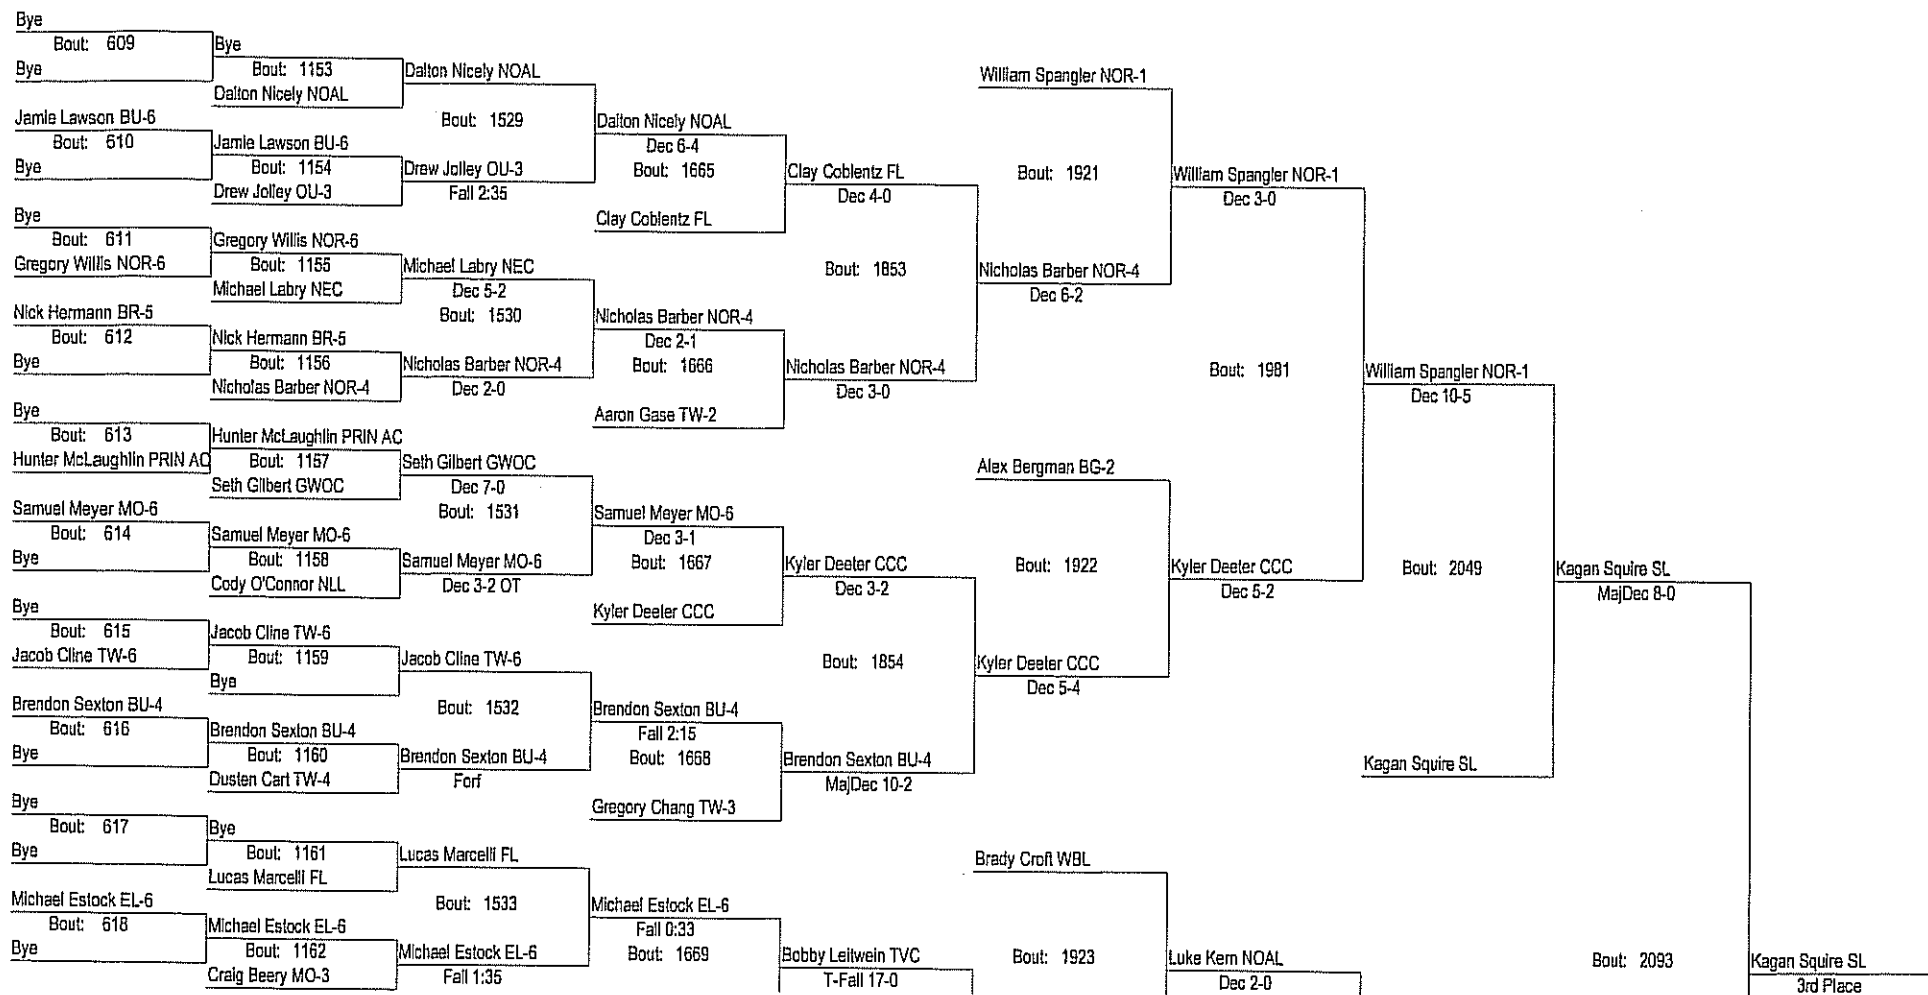 Bye
Bout: 609
Bye
Jamie Lawson BU-6
Bout: 610
Bye
Bye
Bout: 611
Gregory Willis NOR-6
Nick Hermann BR-5
Bout: 612
Bye
Bye
Bout: 613
Hunter McLaughlin PRIN AC
Samuel Meyer MO-6
Bout: 614
Bye
Bye
Bout: 615
Jacob Cline TW-6
Brendon Sexton BU-4
Bout: 616
Bye
Bye
Bout: 617
Bye
Michael Estock EL-6
Bout: 618
Bye
Bye
Bout: 1153
Dalton Nicely NOAL
Jamie Lawson BU-6
Bout: 1154
Drew Jolley OU-3
Gregory Willis NOR-6
Bout: 1155
Michael Labry NEC
Nick Hermann BR-5
Bout: 1156
Nicholas Barber NOR-4
Hunter McLaughlin PRIN AC
Bout: 1157
Seth Gilbert GWOC
Samuel Meyer MO-6
Bout: 1158
Cody O'Connor NLL
Jacob Cline TW-6
Bout: 1159
Bye
Brendon Sexton BU-4
Bout: 1160
Dusten Cart TW-4
Bye
Bout: 1161
Lucas Marcelli FL
Michael Estock EL-6
Bout: 1162
Craig Beery MO-3
Dalton Nicely NOAL
Bout: 1529
Drew Jolley OU-3
Fall 2:35
Michael Labry NEC
Dec 5-2
Bout: 1530
Nicholas Barber NOR-4
Dec 2-0
Seth Gilbert GWOC
Dec 7-0
Bout: 1531
Samuel Meyer MO-6
Dec 3-2 OT
Jacob Cline TW-6
Bout: 1532
Brendon Sexton BU-4
Forf
Lucas Marcelli FL
Bout: 1533
Michael Estock EL-6
Fall 1:35
Dalton Nicely NOAL
Dec 6-4
Bout: 1665
Clay Coblentz FL
Nicholas Barber NOR-4
Dec 2-1
Bout: 1666
Aaron Gase TW-2
Samuel Meyer MO-6
Dec 3-1
Bout: 1667
Kyler Deeter CCC
Brendon Sexton BU-4
Fall 2:15
Bout: 1668
Gregory Chang TW-3
Michael Estock EL-6
Fall 0:33
Bout: 1669
Clay Coblentz FL
Dec 4-0
Bout: 1853
Nicholas Barber NOR-4
Dec 3-0
Kyler Deeter CCC
Dec 3-2
Bout: 1854
Brendon Sexton BU-4
MajDec 10-2
Bobby Leitwein TVC
T-Fall 17-0
William Spangler NOR-1
Bout: 1921
Nicholas Barber NOR-4
Dec 6-2
Alex Bergman BG-2
Bout: 1922
Kyler Deeter CCC
Dec 5-4
Brady Croft WBL
Bout: 1923
William Spangler NOR-1
Dec 3-0
Bout: 1981
Kyler Deeter CCC
Dec 5-2
Luke Kern NOAL
Dec 2-0
William Spangler NOR-1
Dec 10-5
Bout: 2049
Kagan Squire SL
Kagan Squire SL
MajDec 8-0
Bout: 2093
Kagan Squire SL
3rd Place